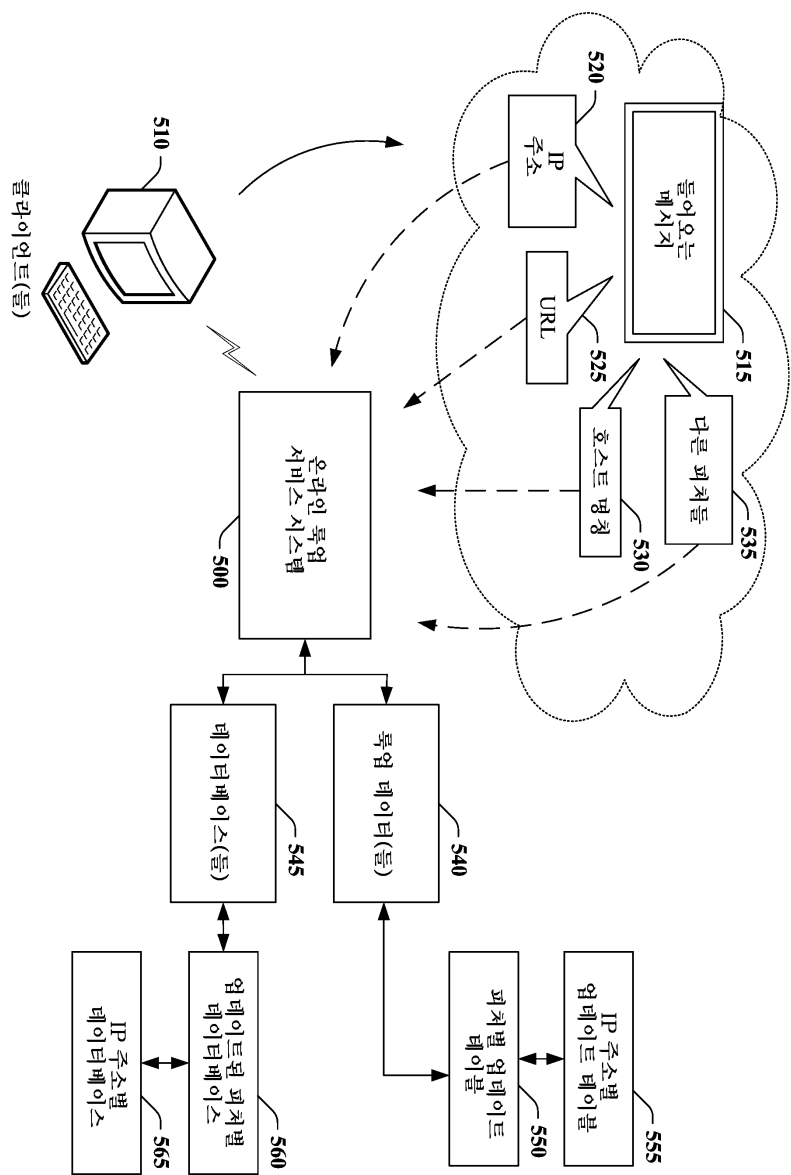 들어오는
메시지
515
IP
주소
520
URL
525
호스트 명칭
530
다른 피처들
535
510
클라이언트(들)
온라인 룩업
서비스 시스템
500
룩업 데이터(들)
540
데이터베이스(들)
545
IP 주소별
업데이트 테이블
555
피처별 업데이트
테이블
550
업데이트된 피처별
데이터베이스
560
IP 주소별
데이터베이스
565